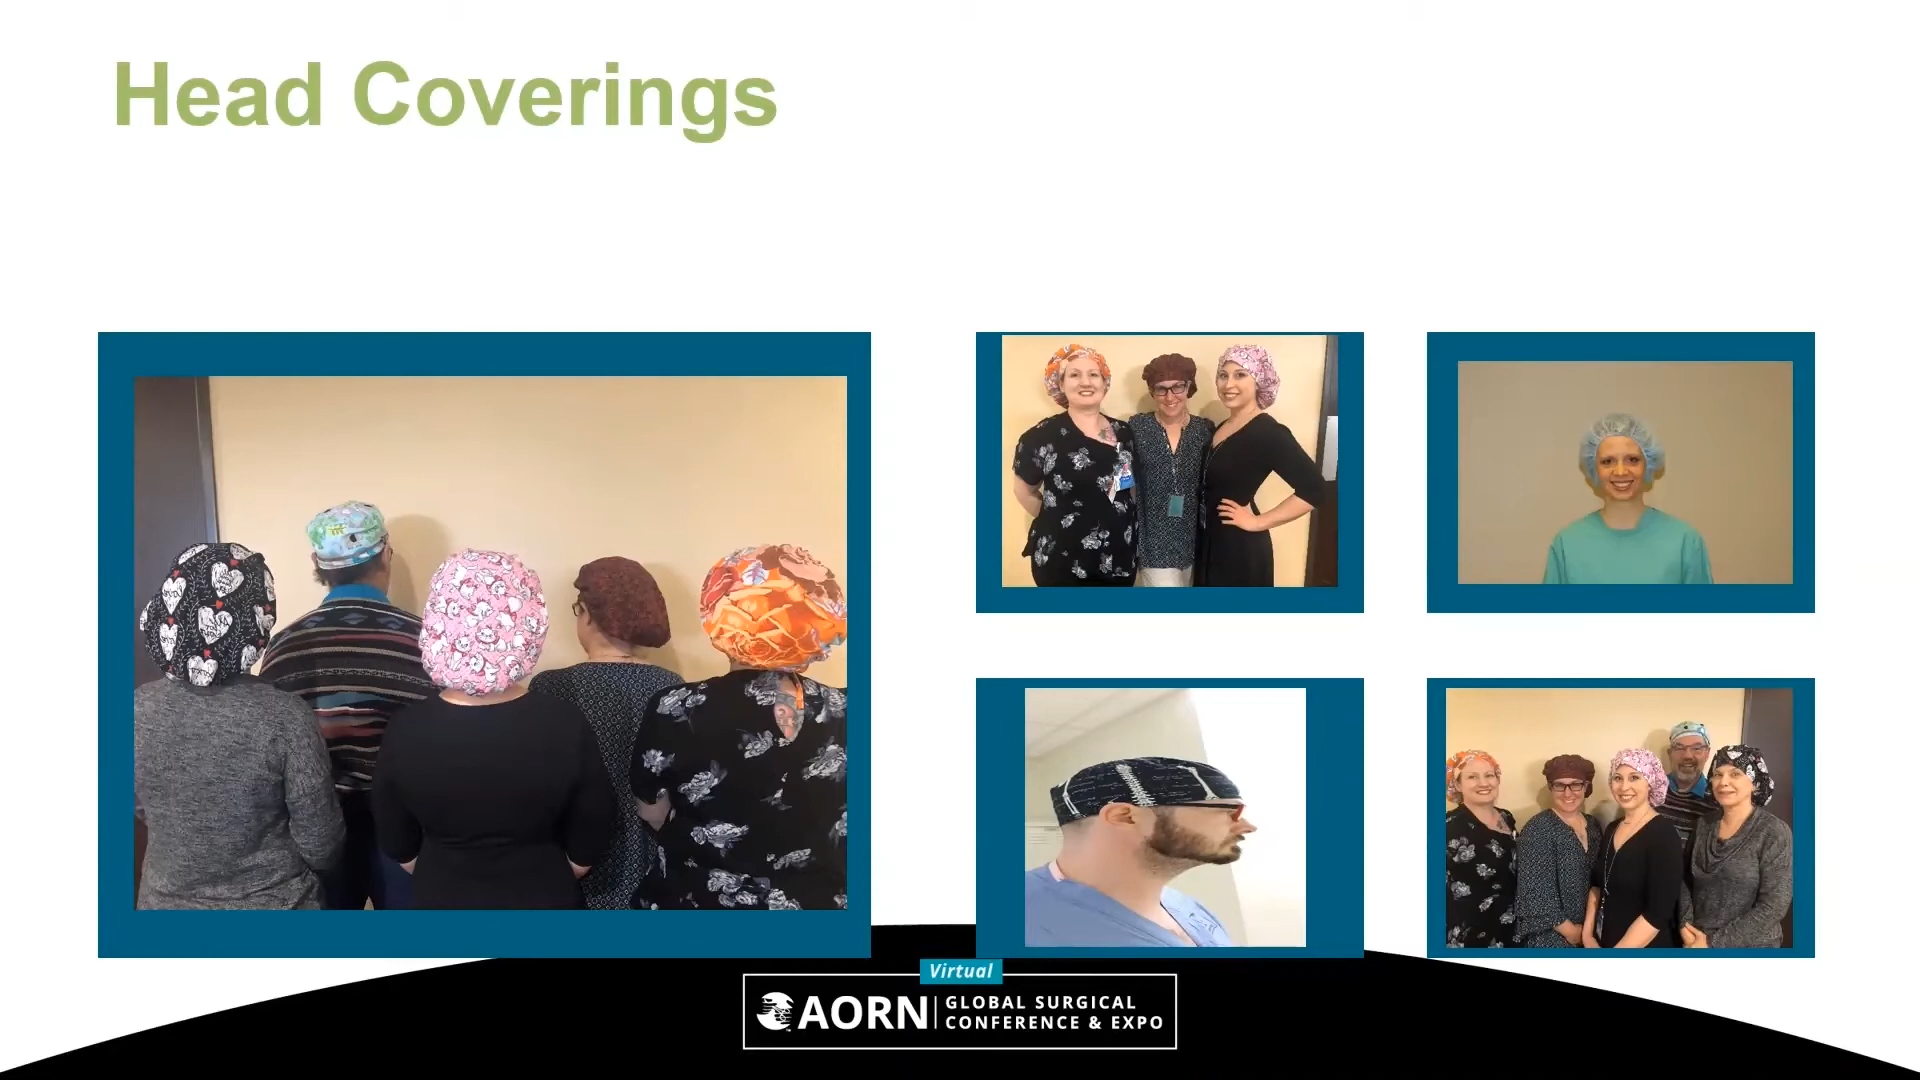 Head Coverings
Virtual
AORN
GLOBAL SURGICAL
CONFERENCE & EXPO